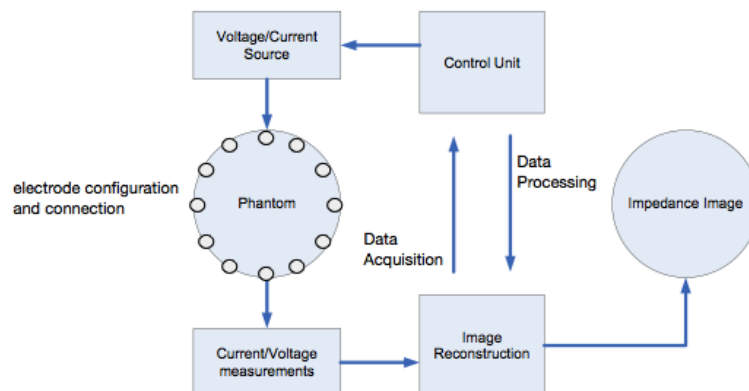 Voltage/Current
Source
Control Unit
electrode configuration
and connection
Phantom
Data
Processing
Impedance Image
Data
Acquisition
Current/Voltage
measurements
Image
Reconstruction